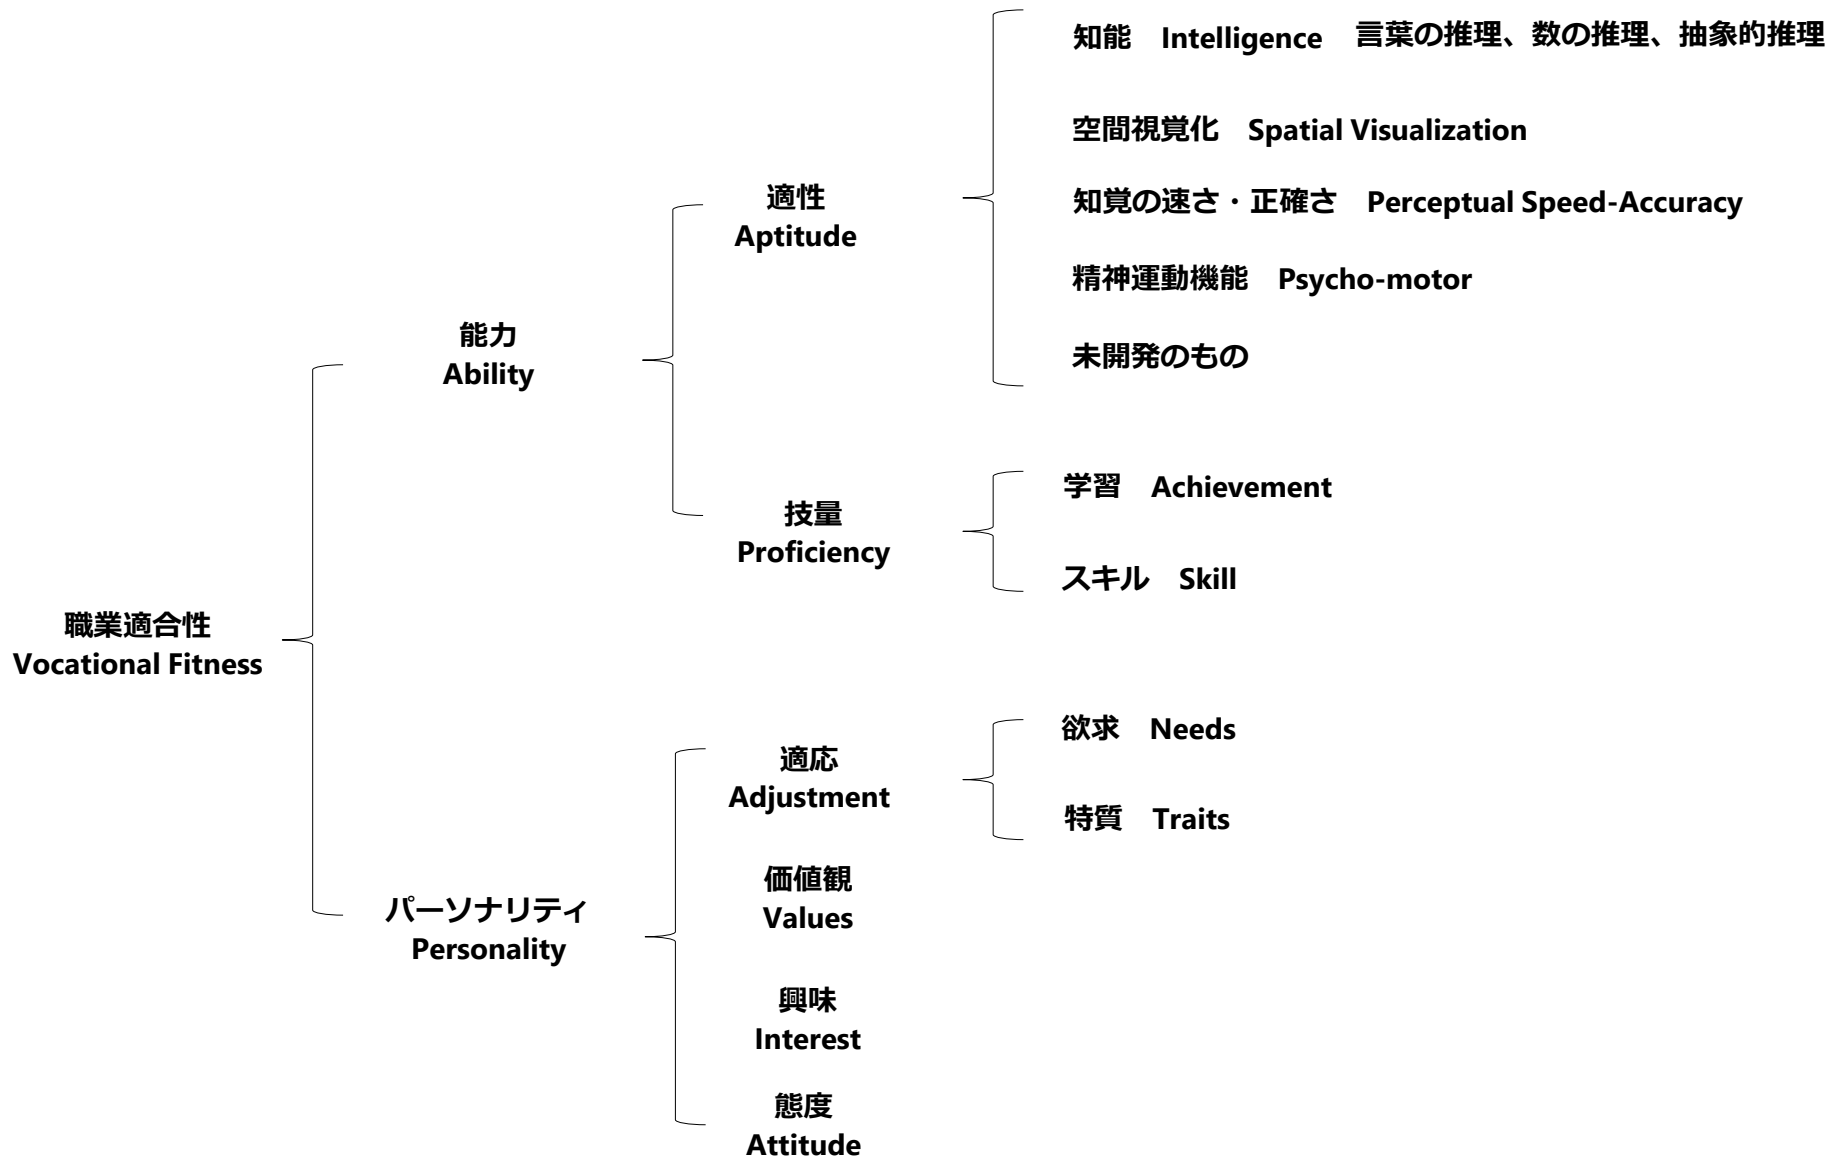 知能 Intelligence 言葉の推理、数の推理、抽象的推理
空間視覚化 Spatial Visualization
適性
Aptitude
知覚の速さ・正確さ Perceptual Speed-Accuracy
精神運動機能 Psycho-motor
未開発のもの
能力
Ability
技量
Proficiency
学習 Achievement
スキル Skill
職業適合性
Vocational Fitness
適応
Adjustment
欲求 Needs
特質 Traits
パーソナリティ
Personality
価値観
Values
興味
Interest
態度
Attitude